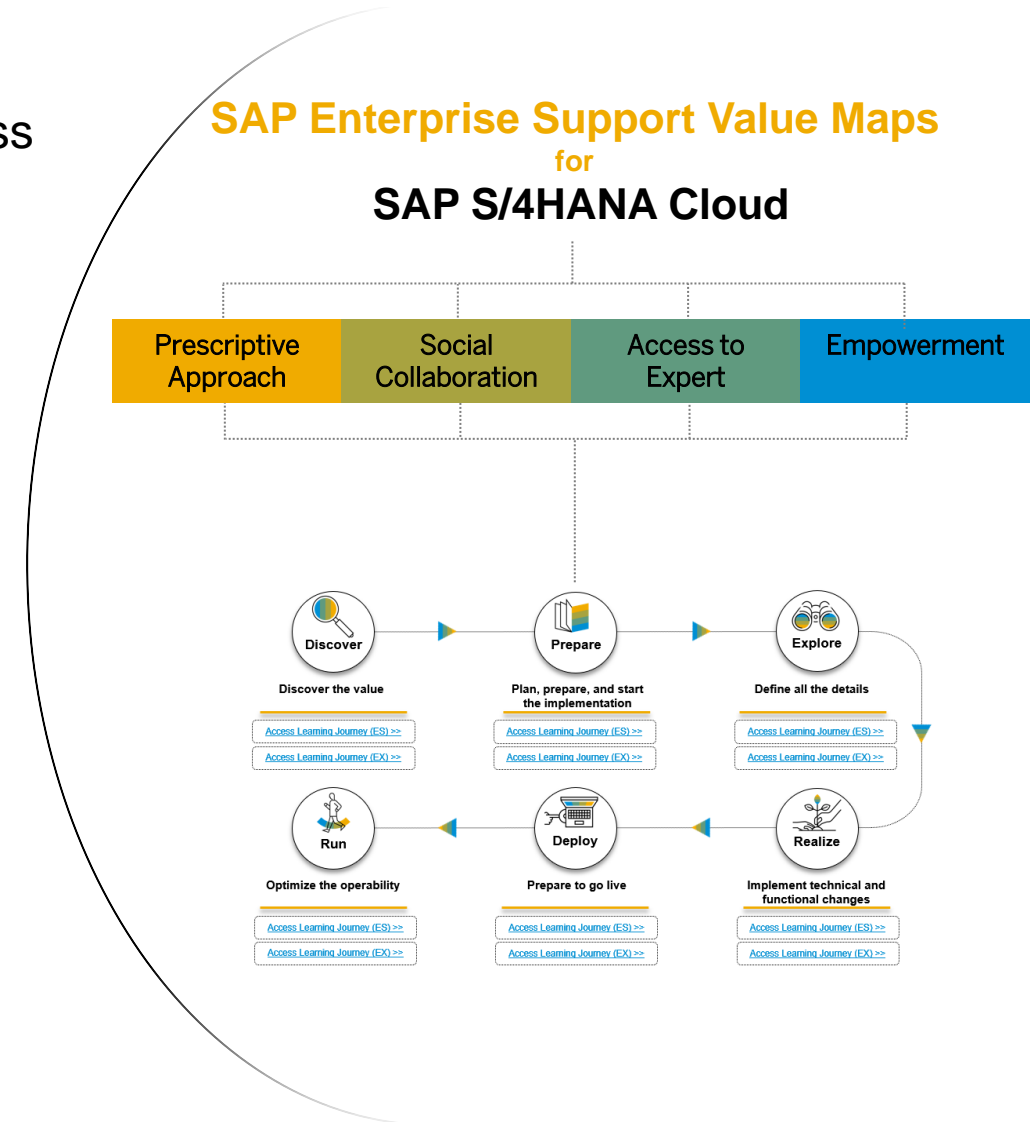 ss
SAP Enterprise Support Value Maps
for
SAP S/4HANA Cloud
Prescriptive
Approach
Social
Collaboration
Access to
Expert
Empowerment
Discover
Prepare
Explore
Discover the value
Plan, prepare, and start
the implementation
Define all the details
Access Learning Journey (ES) >>
Access Learning Journey (ES) >>
Access Learning Journey (ES) >>
Access Learning Journey (EX) >>
Access Learning Journey (EX) >>
Access Learning Journey (EX) >>
Run
Deploy
Realize
Optimize the operability
Prepare to go live
Implement technical and
functional changes
Access Learning Journey (ES) >>
Access Learning Journey (ES) >>
Access Learning Journey (ES) >>
Access Learning Journey (EX) >>
Access Learning Journey (EX) >>
Access Learning Journey (EX) >>